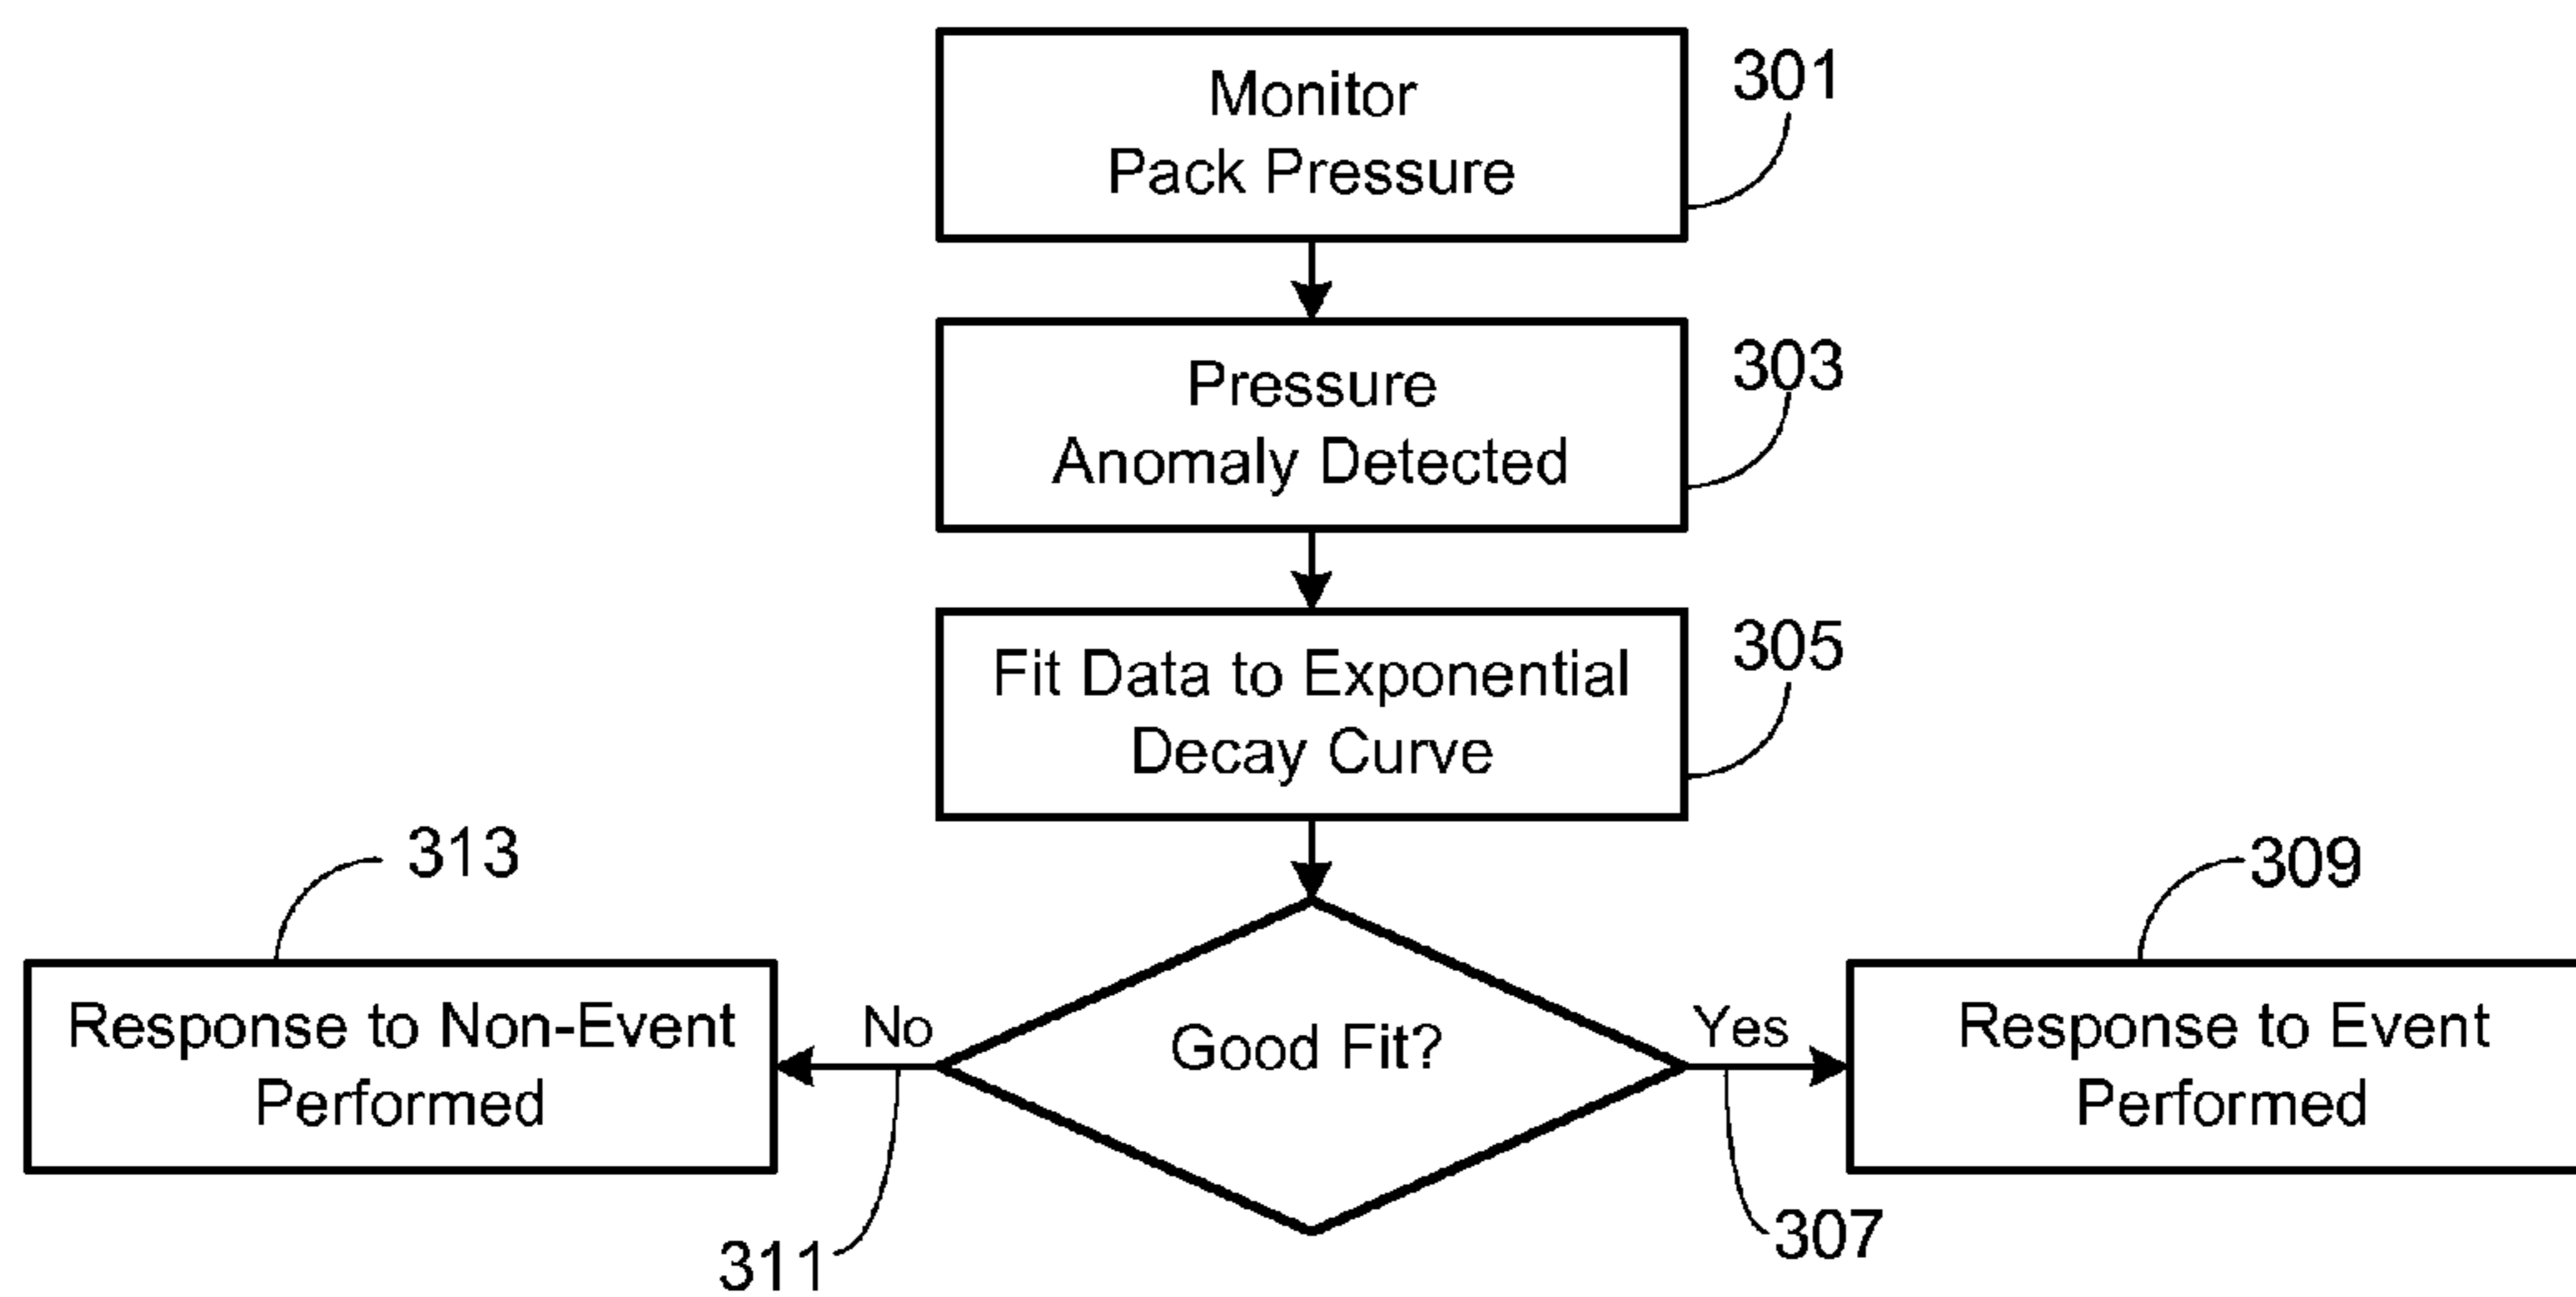 Monitor
Pack Pressure
301
Pressure
Anomaly Detected
303
Fit Data to Exponential
Decay Curve
305
313
309
Response to Non-Event
Performed
No
Good Fit?
Yes
Response to Event
Performed
311
307